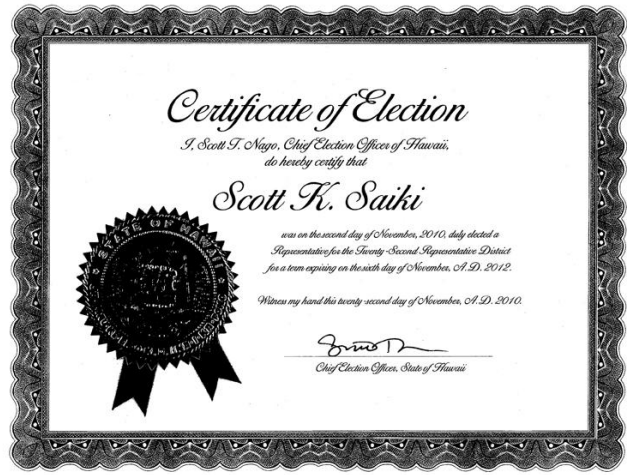 Certificate of Election
I, Scott T. Nago, Chief Election Officer of Hawaii,
do hereby certify that
Scott K. Saiki
was on the second day of November, 2010, duly elected a
Representative for the Twenty-Second Representative District
for a term expiring on the sixth day of November, A.D. 2012.
Witness my hand this twenty-second day of November, A.D. 2010.
Chief Election Officer, State of Hawaii
STATE OF HAWAII